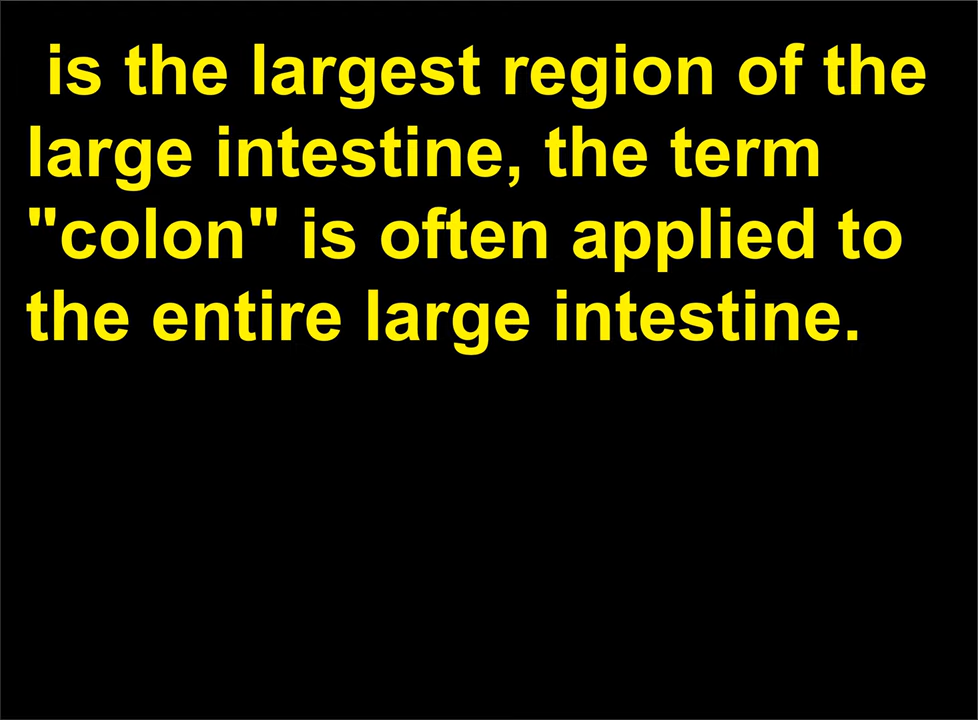 is the largest region of the
large intestine, the term
"colon" is often applied to
the entire large intestine.